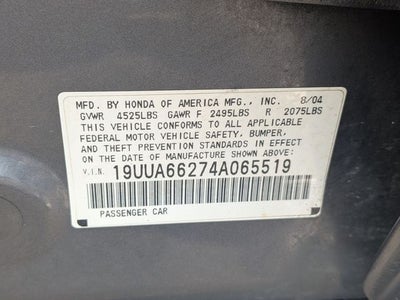 MFD. BY HONDA OF AMERICA MFG., INC. 8/04
GVWR 4525LBS GAWR F 2495LBS R 2075LBS
THIS VEHICLE CONFORMS TO ALL APPLICABLE
FEDERAL MOTOR VEHICLE SAFETY, BUMPER,
AND THEFT PREVENTION STANDARDS IN EFFECT
ON THE DATE OF MANUFACTURE SHOWN ABOVE.
V.I.N. 19UUA66274A065519
PASSENGER CAR